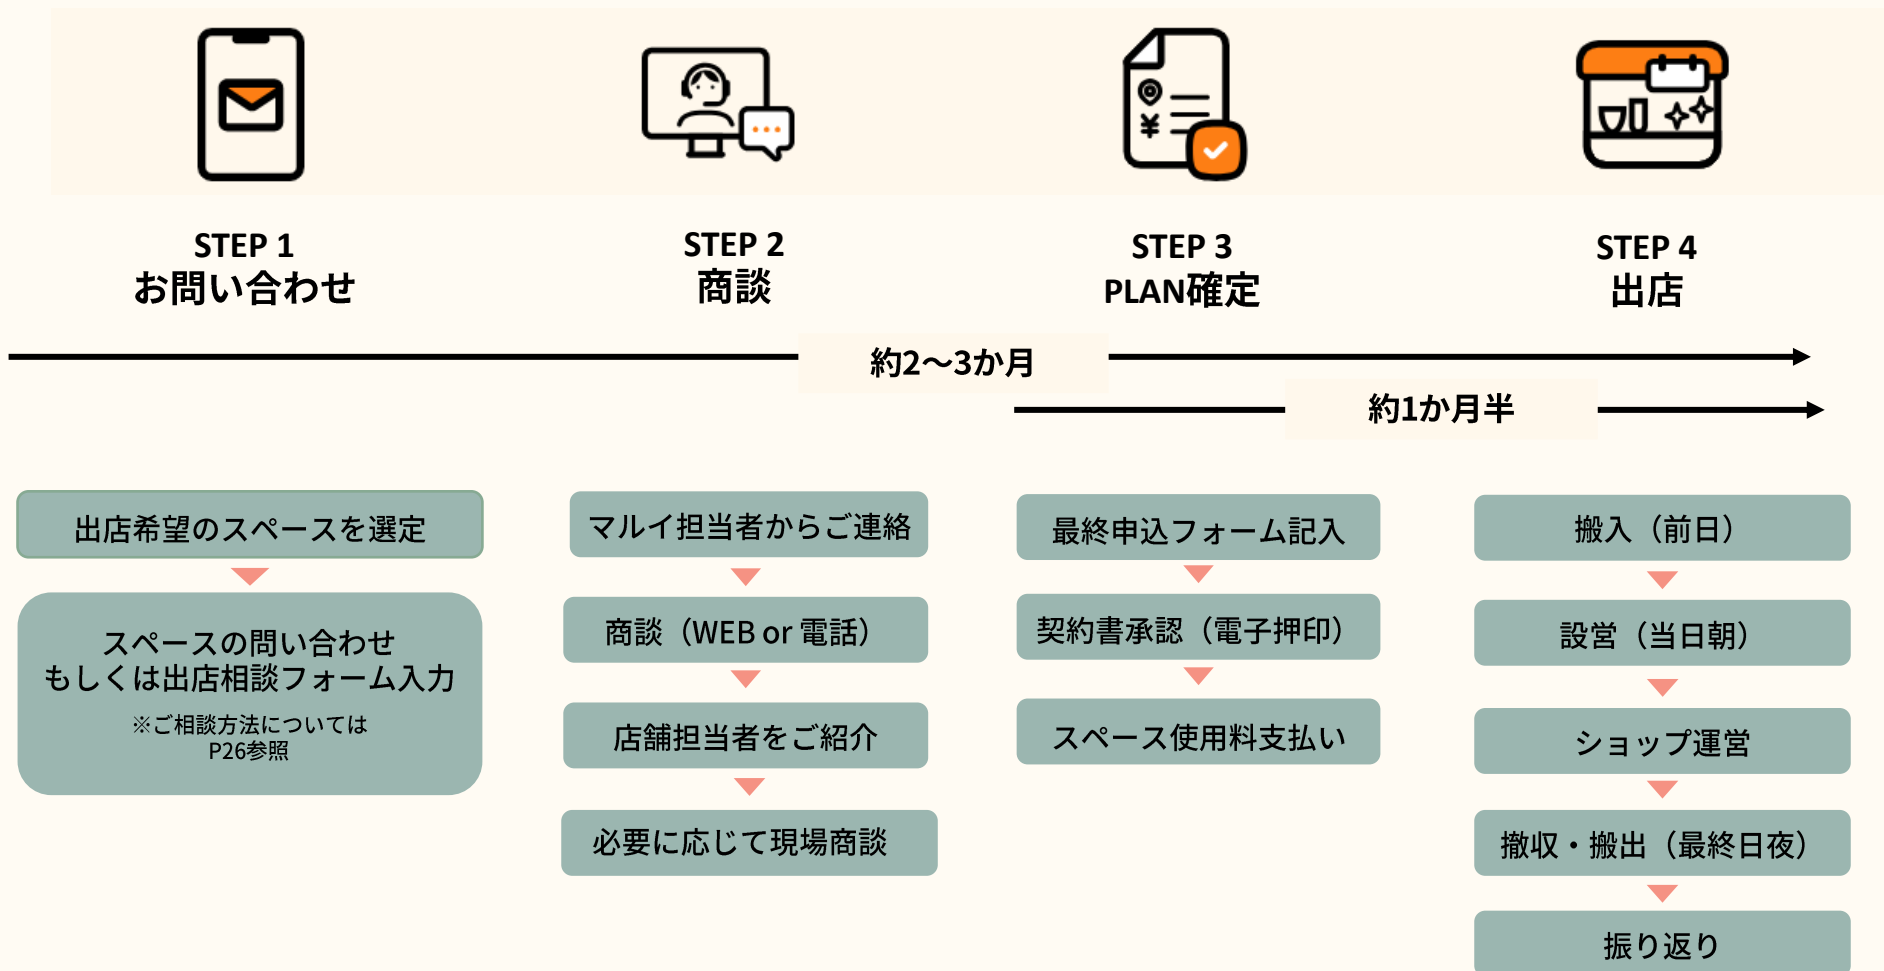 STEP 1
お問い合わせ
STEP 2
商談
STEP 3
PLAN確定
STEP 4
出店
約2～3か月
約1か月半
出店希望のスペースを選定
スペースの問い合わせ
もしくは出店相談フォーム入力
※ご相談方法については
P26参照
マルイ担当者からご連絡
商談（WEB or 電話）
店舗担当者をご紹介
必要に応じて現場商談
最終申込フォーム記入
契約書承認（電子押印）
スペース使用料支払い
搬入（前日）
設営（当日朝）
ショップ運営
撤収・搬出（最終日夜）
振り返り